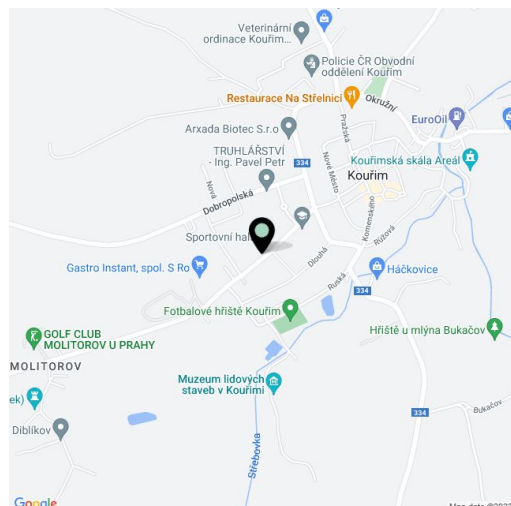 Veterinární
ordinace Kouřim...
Policie ČR Obvodní
oddělení Kouřim
Restaurace Na Střelnici
Okružní
Pražská
EuroOil
Arxada Biotec S.r.o
334
Nové Město
Kouřimská skála Areál
TRUHLÁŘSTVÍ
- Ing. Pavel Petr
Kouřim
Nová
Dobropolská
Komenského
Růžová
Sportovní hal
Dlouhá
Gastro Instant, spol. S Ro
Ruská
334
Háčkovice
Fotbalové hřiště Kouřim
Hřiště u mlýna Bukačov
GOLF CLUB
MOLITOROV U PRAHY
MOLITOROV
Muzeum lidových
staveb v Kouřimi
ek)
334
Bukačov
Diblíkov
Střebovka
Google